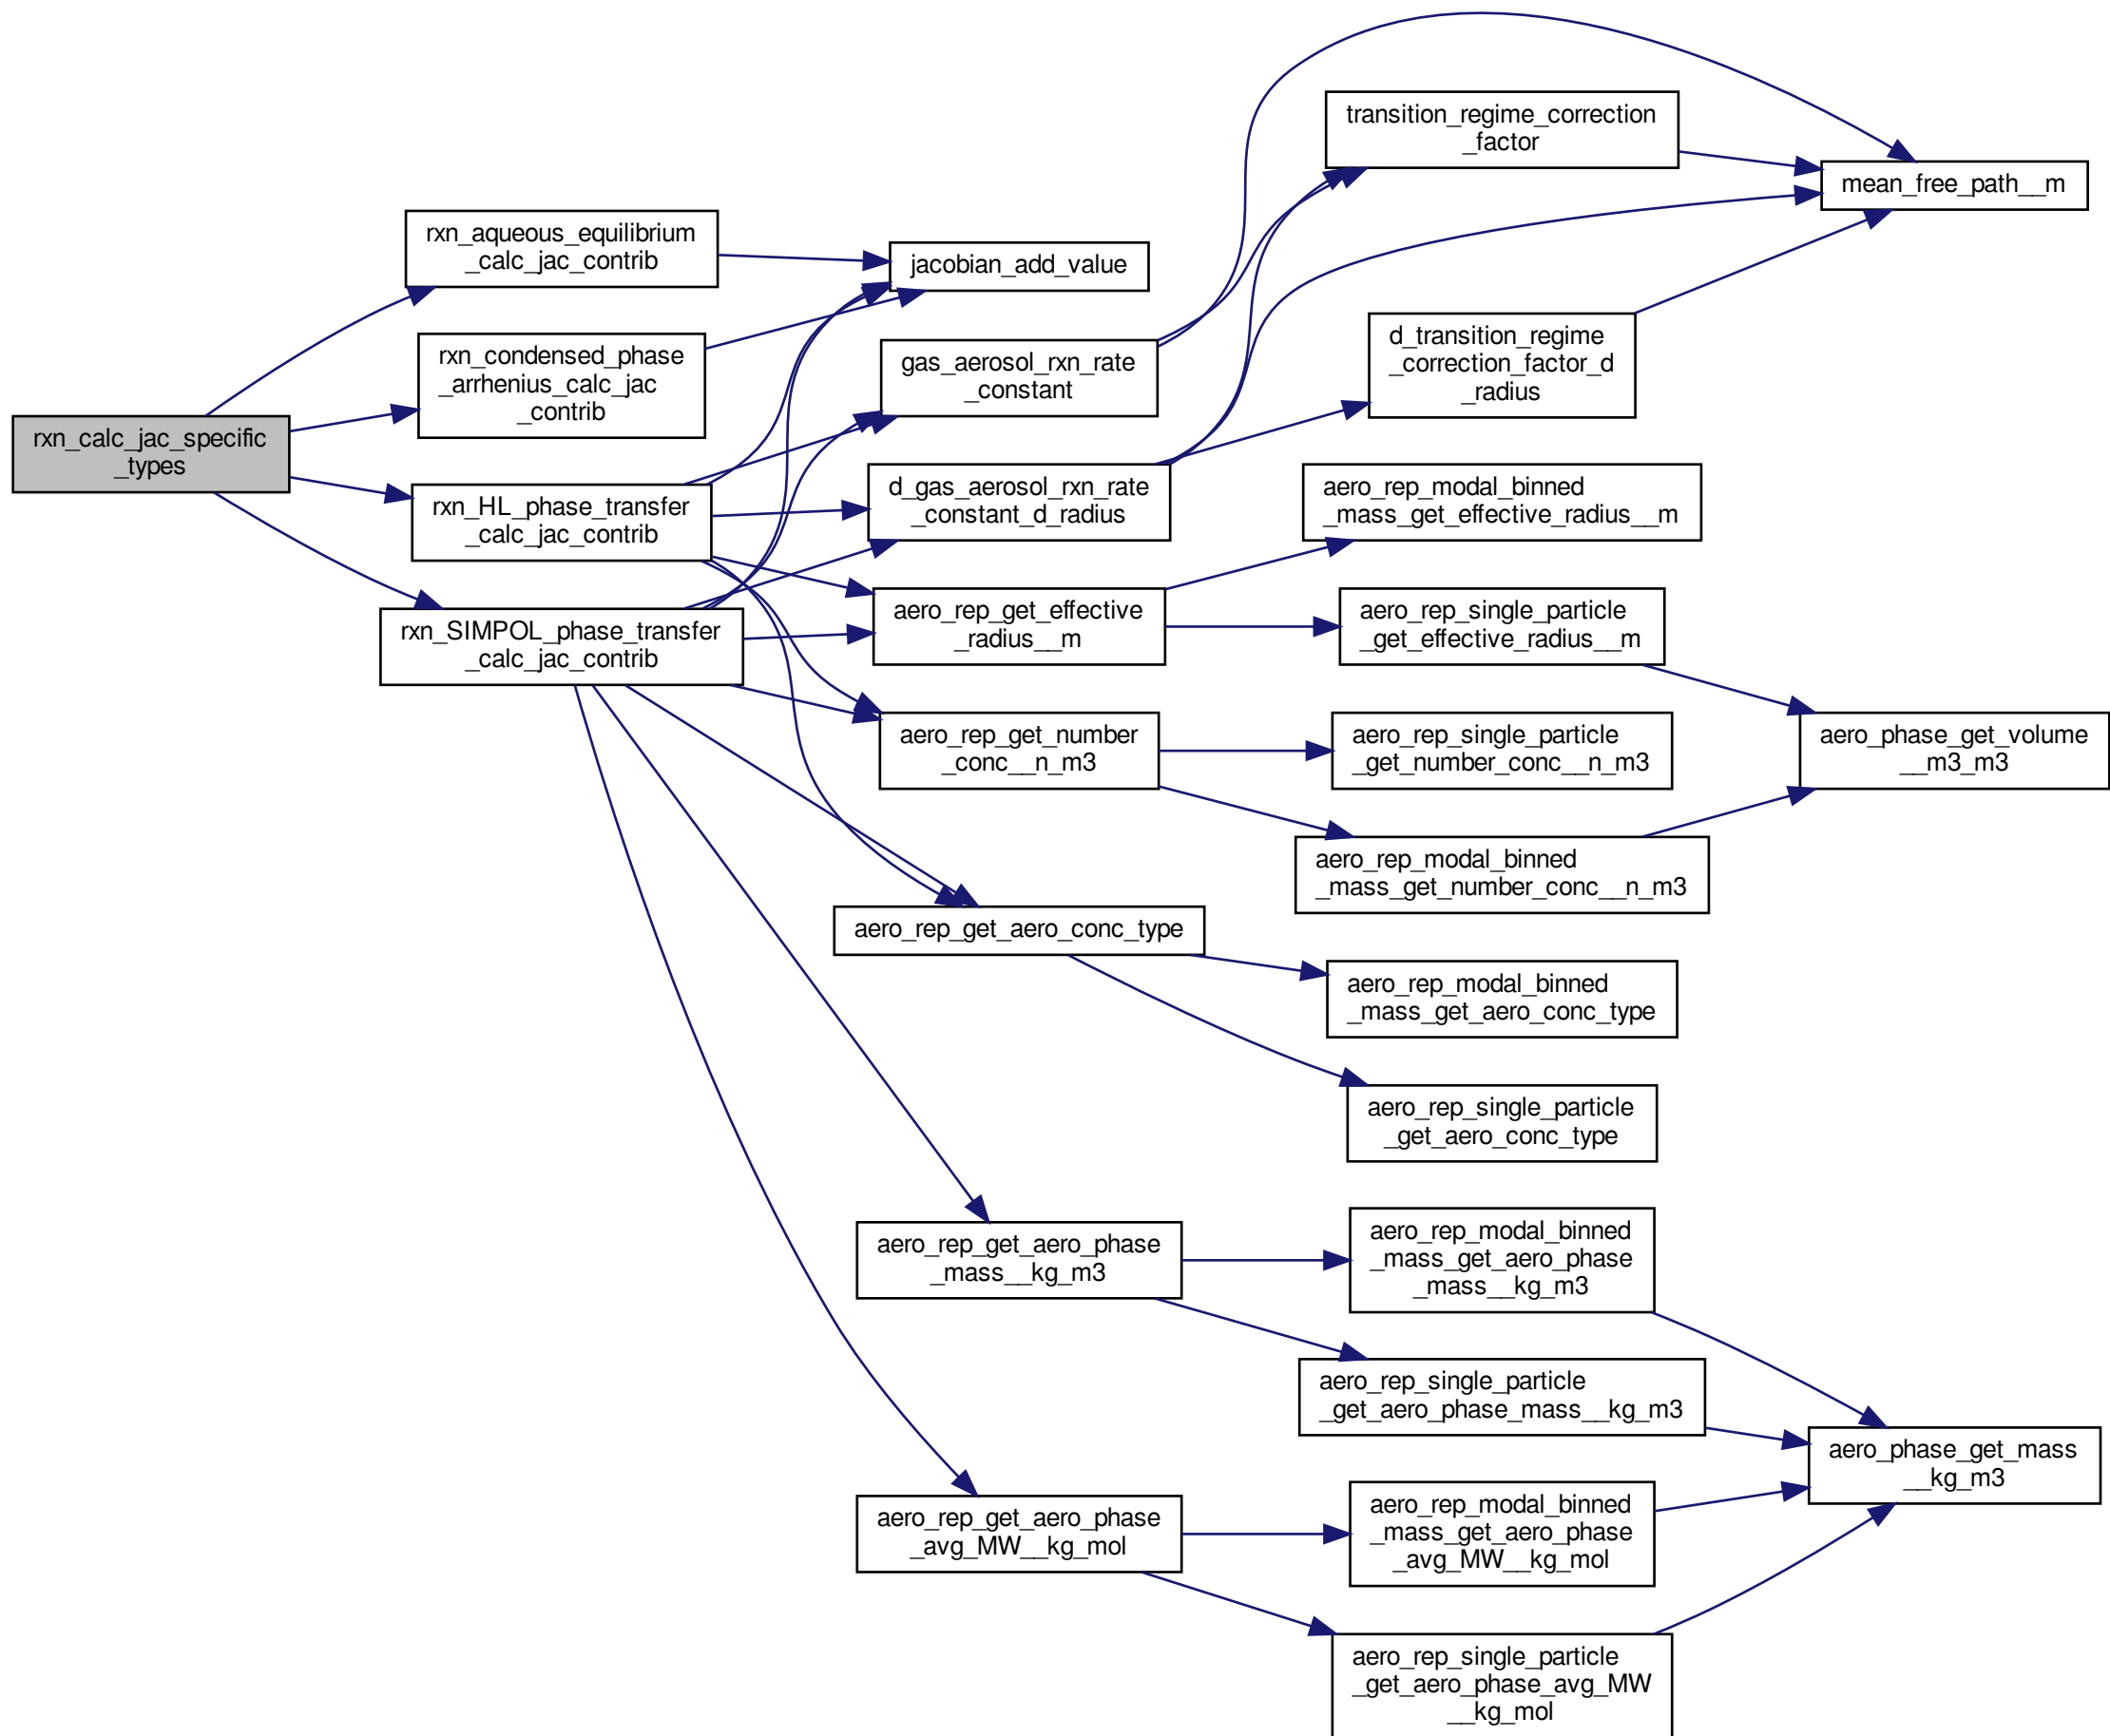 rxn_calc_jac_specific
_types
rxn_aqueous_equilibrium
_calc_jac_contrib
rxn_condensed_phase
_arrhenius_calc_jac
_contrib
rxn_HL_phase_transfer
_calc_jac_contrib
rxn_SIMPOL_phase_transfer
_calc_jac_contrib
jacobian_add_value
gas_aerosol_rxn_rate
_constant
d_gas_aerosol_rxn_rate
_constant_d_radius
aero_rep_get_effective
_radius__m
aero_rep_get_number
_conc__n_m3
aero_rep_get_aero_conc_type
aero_rep_get_aero_phase
_mass__kg_m3
aero_rep_get_aero_phase
_avg_MW__kg_mol
transition_regime_correction
_factor
d_transition_regime
_correction_factor_d
_radius
aero_rep_modal_binned
_mass_get_effective_radius__m
aero_rep_single_particle
_get_effective_radius__m
aero_rep_single_particle
_get_number_conc__n_m3
aero_rep_modal_binned
_mass_get_number_conc__n_m3
aero_rep_modal_binned
_mass_get_aero_conc_type
aero_rep_single_particle
_get_aero_conc_type
aero_rep_modal_binned
_mass_get_aero_phase
_mass__kg_m3
aero_rep_single_particle
_get_aero_phase_mass__kg_m3
aero_rep_modal_binned
_mass_get_aero_phase
_avg_MW__kg_mol
aero_rep_single_particle
_get_aero_phase_avg_MW
__kg_mol
mean_free_path__m
aero_phase_get_volume
__m3_m3
aero_phase_get_mass
__kg_m3